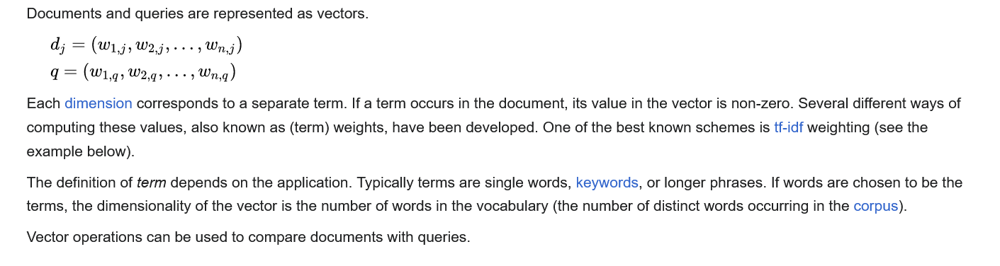 Documents and queries are represented as vectors.
d_j = (w_{1,j}, w_{2,j}, . . . , w_{n,j})
q = (w_{1,q}, w_{2,q}, . . . , w_{n,q})
Each dimension corresponds to a separate term. If a term occurs in the document, its value in the vector is non-zero. Several different ways of
computing these values, also known as (term) weights, have been developed. One of the best known schemes is tf-idf weighting (see the
example below).
The definition of term depends on the application. Typically terms are single words, keywords, or longer phrases. If words are chosen to be the
terms, the dimensionality of the vector is the number of words in the vocabulary (the number of distinct words occurring in the corpus).
Vector operations can be used to compare documents with queries.